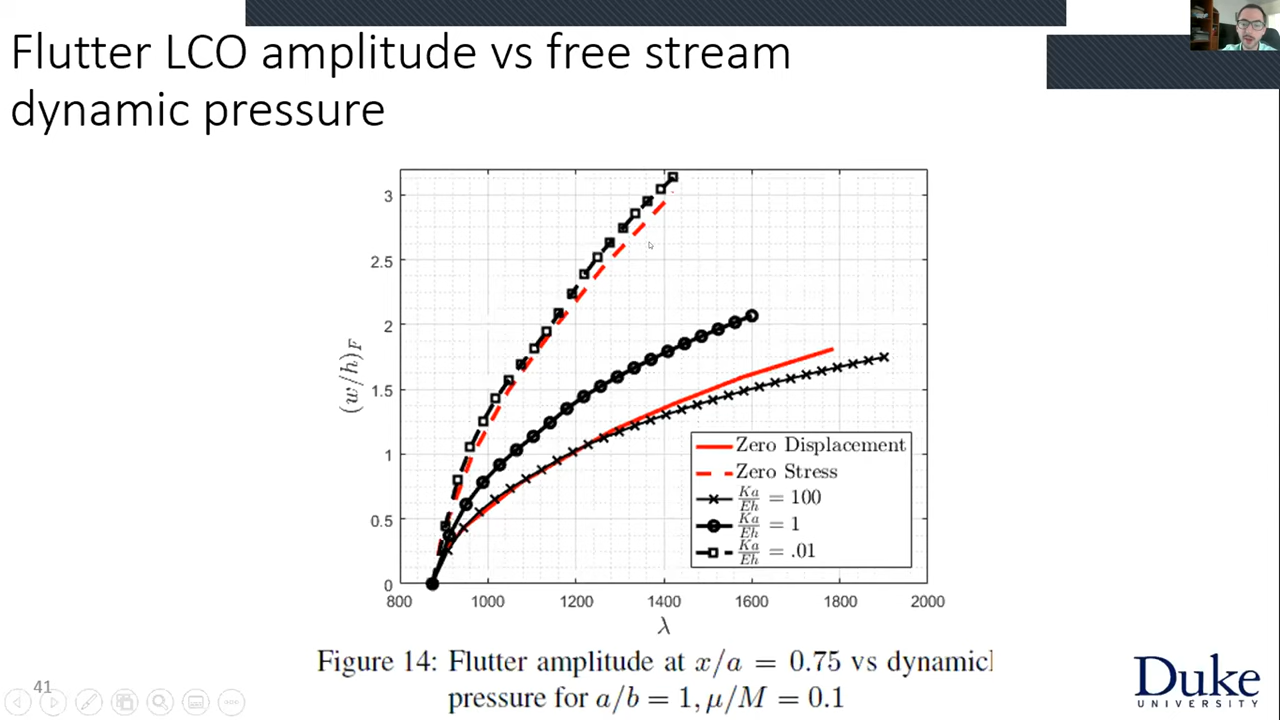 Flutter LCO amplitude vs free stream
dynamic pressure
3
2.5
2
1.5
1
0.5
0
(w/h)F
800 1000 1200 1400 1600 1800 2000
λ
Zero Displacement
Zero Stress
Ka/Eh = 100
Ka/Eh = 1
Ka/Eh = .01
Figure 14: Flutter amplitude at x/a = 0.75 vs dynamic
pressure for a/b = 1, μ/M = 0.1
41
Duke
UNIVERSITY